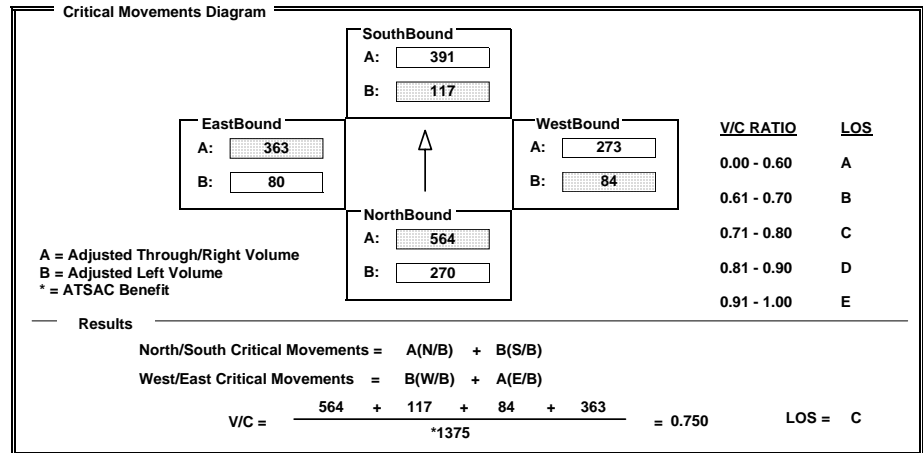 Critical Movements Diagram
SouthBound
A: 391
B: 117
EastBound
A: 363
B: 80
WestBound
A: 273
B: 84
NorthBound
A: 564
B: 270
V/C RATIO LOS
0.00 - 0.60 A
0.61 - 0.70 B
0.71 - 0.80 C
0.81 - 0.90 D
0.91 - 1.00 E
A = Adjusted Through/Right Volume
B = Adjusted Left Volume
* = ATSAC Benefit
Results
North/South Critical Movements = A(N/B) + B(S/B)
West/East Critical Movements = B(W/B) + A(E/B)
564 + 117 + 84 + 363
V/C = = 0.750 LOS = C
*1375